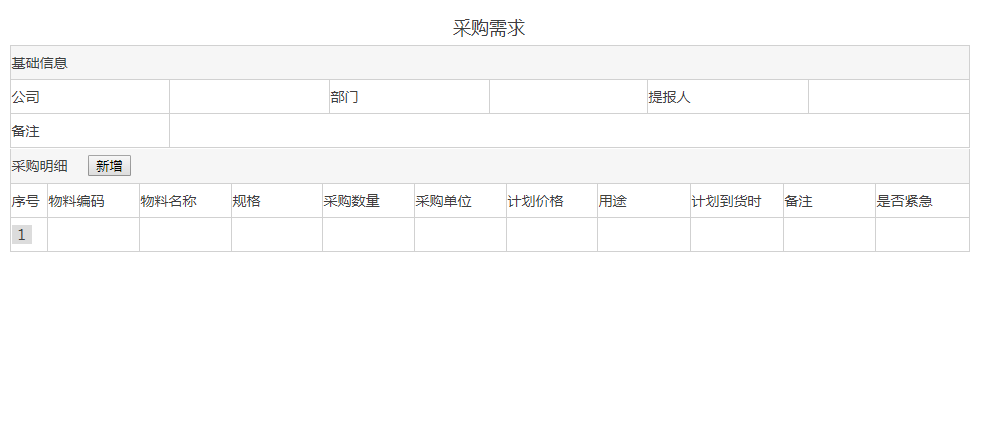 采购需求
基础信息
公司 部门 提报人
备注
采购明细 新增
序号 物料编码 物料名称 规格 采购数量 采购单位 计划价格 用途 计划到货时 备注 是否紧急
1